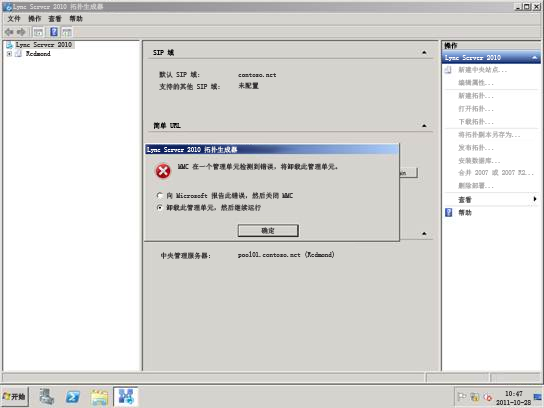 Lync Server 2010 拓扑生成器
文件 操作 查看 帮助
Lync Server 2010
Redmond
SIP 域
默认 SIP 域: contoso.net
支持的其他 SIP 域: 未配置
简单 URL
Lync Server 2010 拓扑生成器
MMC 在一个管理单元检测到错误，将卸载此管理单元。
向 Microsoft 报告此错误，然后关闭 MMC
卸载此管理单元，然后继续运行
确定
中央管理服务器: pool01.contoso.net (Redmond)
操作
Lync Server 2010
新建中央站点...
编辑属性...
新建拓扑...
打开拓扑...
下载拓扑...
将拓扑副本另存为...
发布拓扑...
安装数据库...
合并 2007 或 2007 R2...
删除部署...
查看
帮助
开始
10:47
2011-10-28